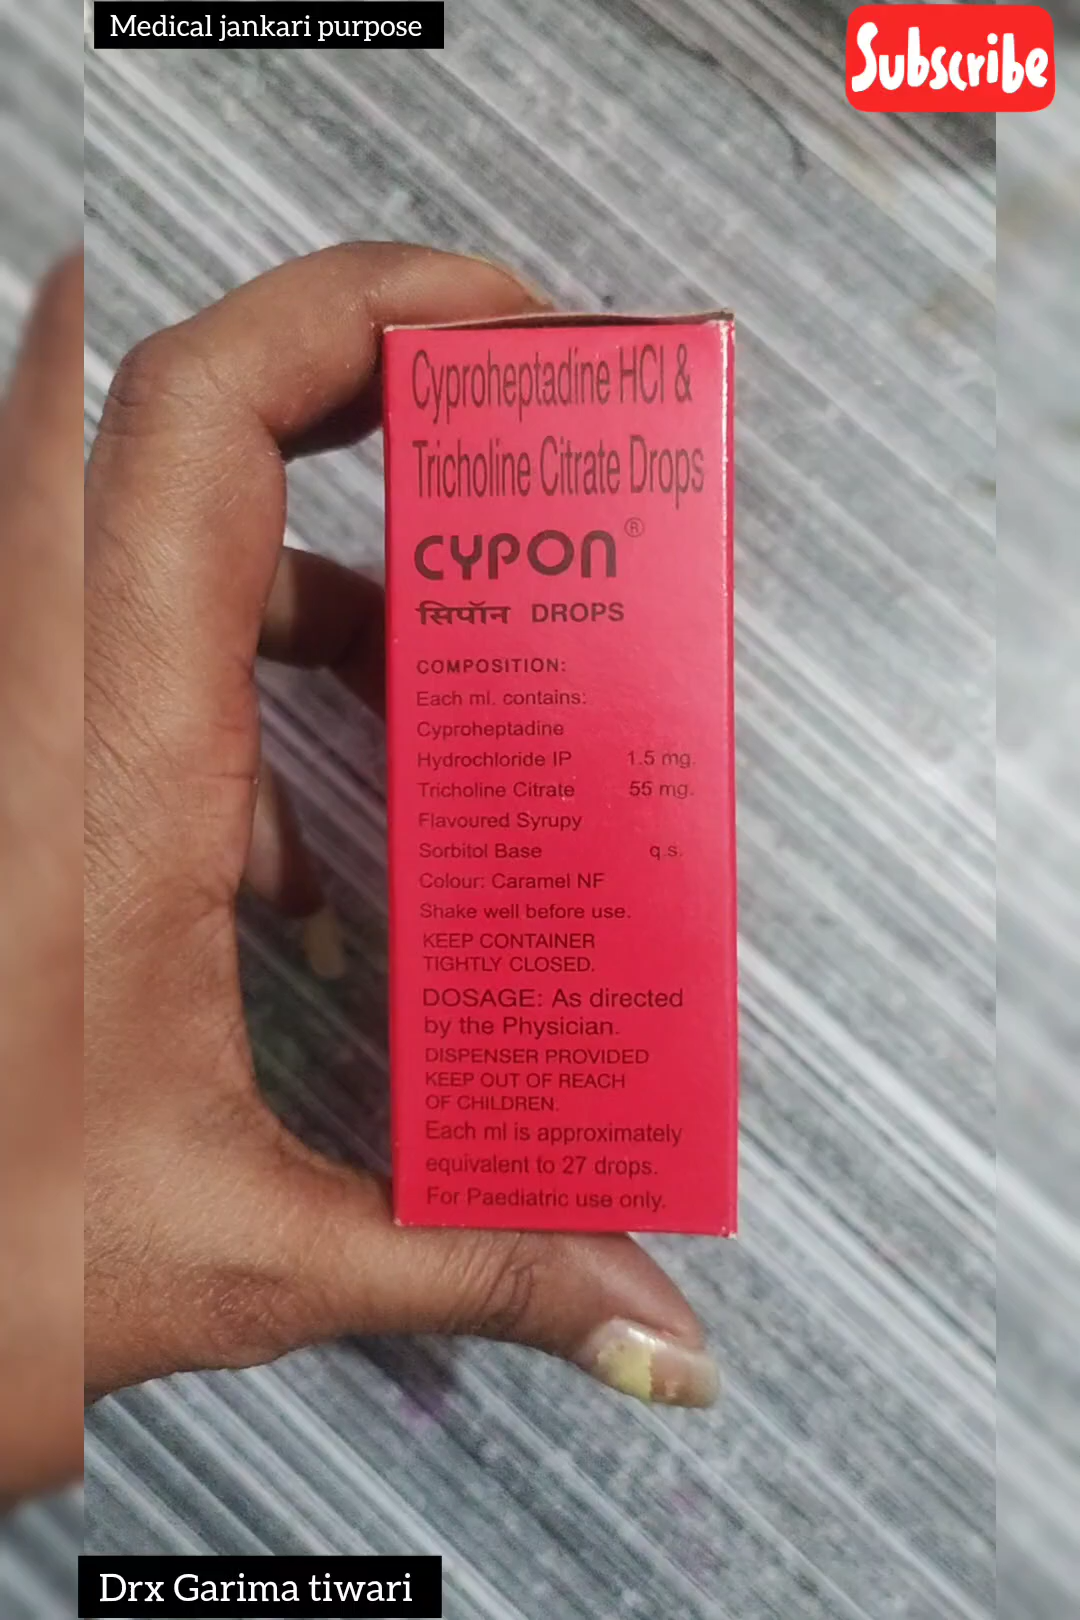 Medical jankari purpose
Subscribe
Cyproheptadine HCl &
Tricholine Citrate Drops
CYPON ®
सिपॉन DROPS
COMPOSITION:
Each ml. contains:
Cyproheptadine
Hydrochloride IP 1.5 mg.
Tricholine Citrate 55 mg.
Flavoured Syrupy
Sorbitol Base q.s.
Colour: Caramel NF
Shake well before use.
KEEP CONTAINER
TIGHTLY CLOSED.
DOSAGE: As directed
by the Physician.
DISPENSER PROVIDED
KEEP OUT OF REACH
OF CHILDREN.
Each ml is approximately
equivalent to 27 drops.
For Paediatric use only.
Drx Garima tiwari